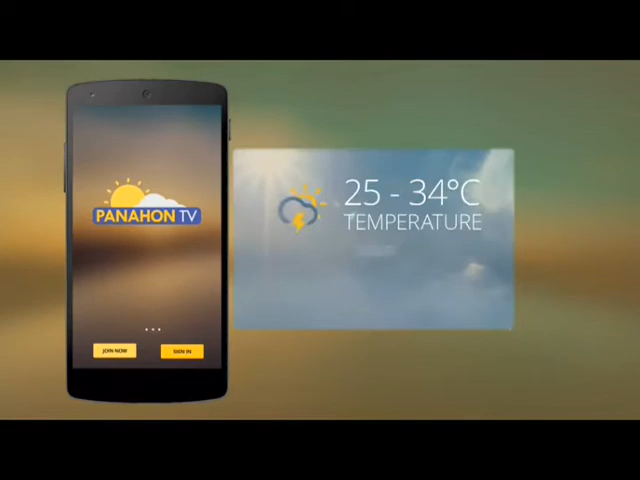 PANAHON TV
JOIN NOW
SIGN IN
25 - 34°C
TEMPERATURE